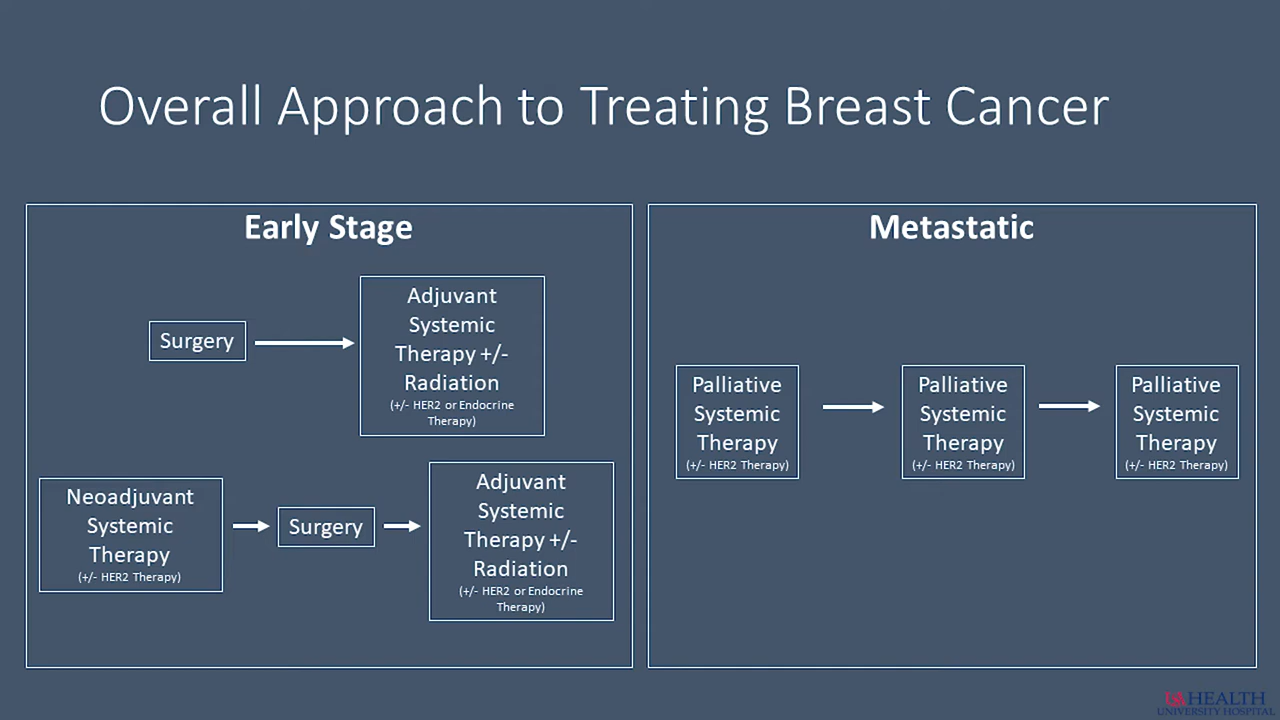 Overall Approach to Treating Breast Cancer
Early Stage
Surgery
Adjuvant
Systemic
Therapy +/-
Radiation
(+/- HER2 or Endocrine
Therapy)
Neoadjuvant
Systemic
Therapy
(+/- HER2 Therapy)
Surgery
Adjuvant
Systemic
Therapy +/-
Radiation
(+/- HER2 or Endocrine
Therapy)
Metastatic
Palliative
Systemic
Therapy
(+/- HER2 Therapy)
Palliative
Systemic
Therapy
(+/- HER2 Therapy)
Palliative
Systemic
Therapy
(+/- HER2 Therapy)
HEALTH
UNIVERSITY HOSPITAL